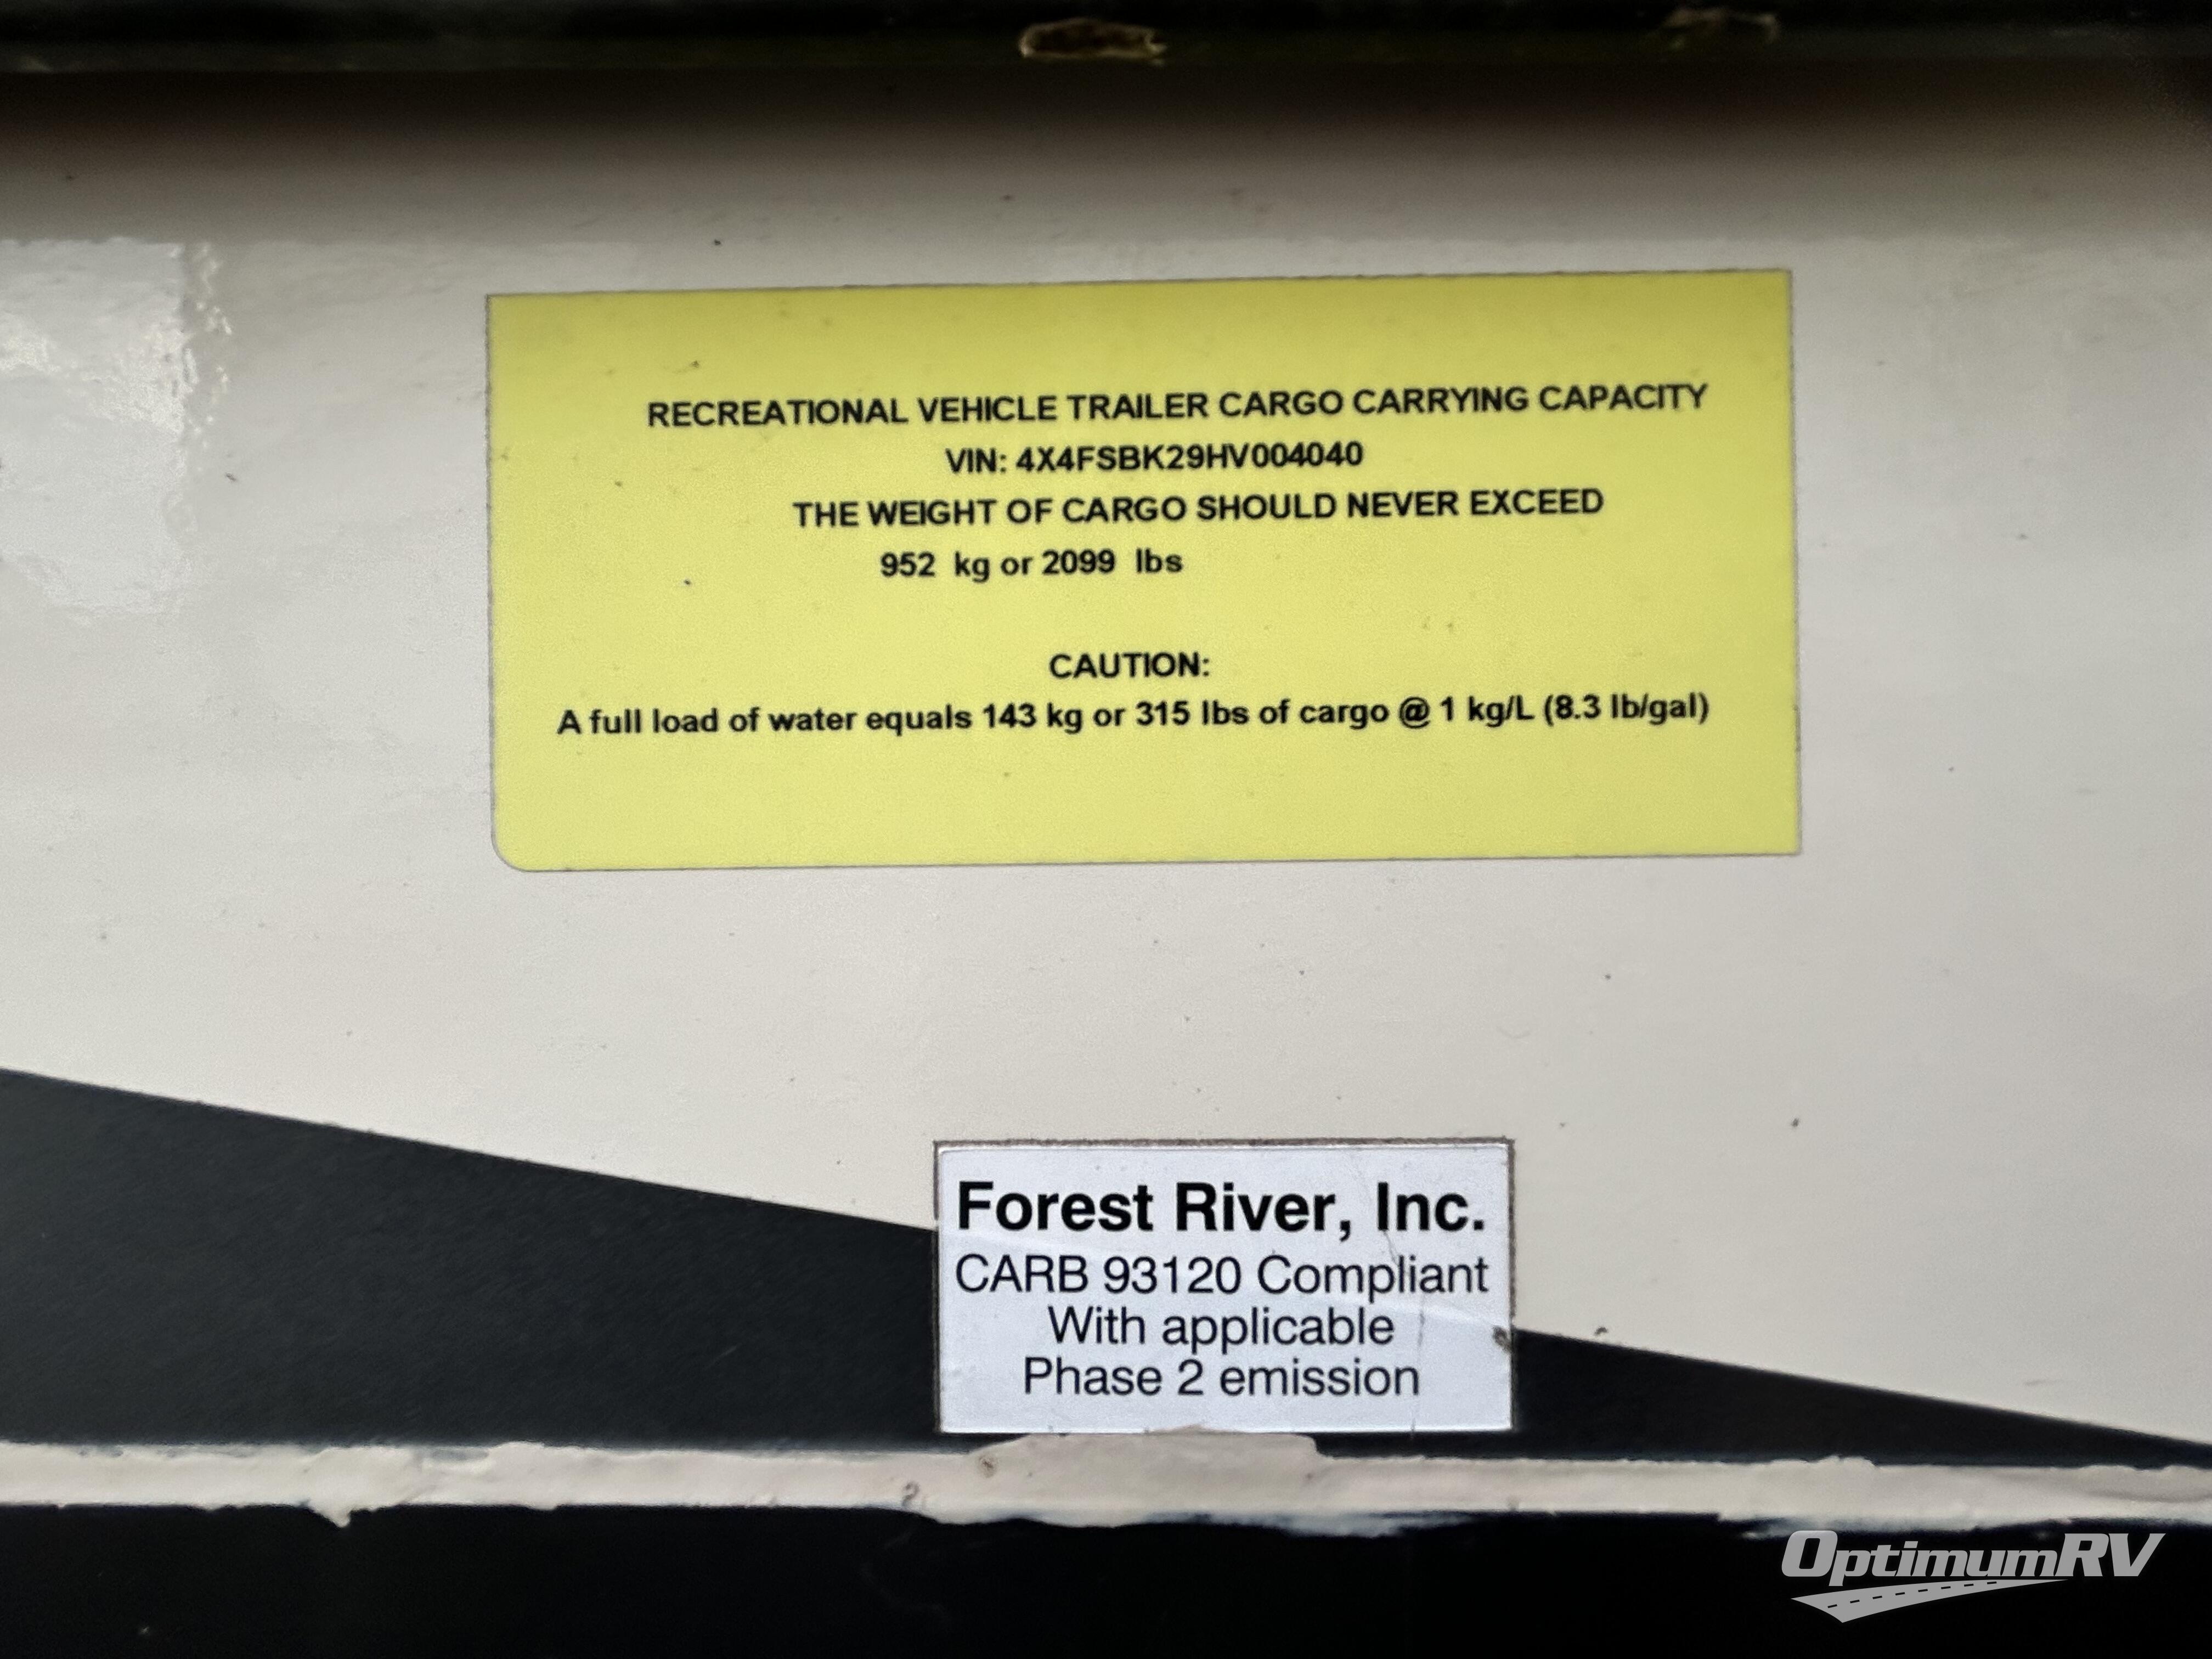 RECREATIONAL VEHICLE TRAILER CARGO CARRYING CAPACITY
VIN: 4X4FSBK29HV004040
THE WEIGHT OF CARGO SHOULD NEVER EXCEED
952 kg or 2099 lbs
CAUTION:
A full load of water equals 143 kg or 315 lbs of cargo @ 1 kg/L (8.3 lb/gal)
Forest River, Inc.
CARB 93120 Compliant
With applicable
Phase 2 emission
OptimumRV